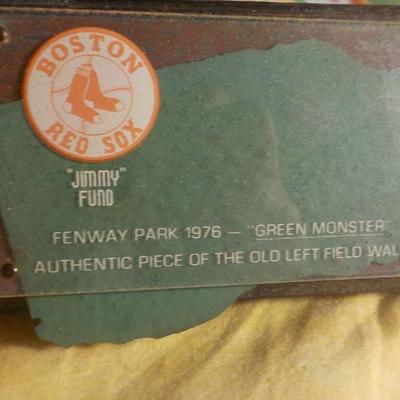 BOSTON
RED SOX
"JIMMY"
FUND
FENWAY PARK 1976 — "GREEN MONSTER"
AUTHENTIC PIECE OF THE OLD LEFT FIELD WAL